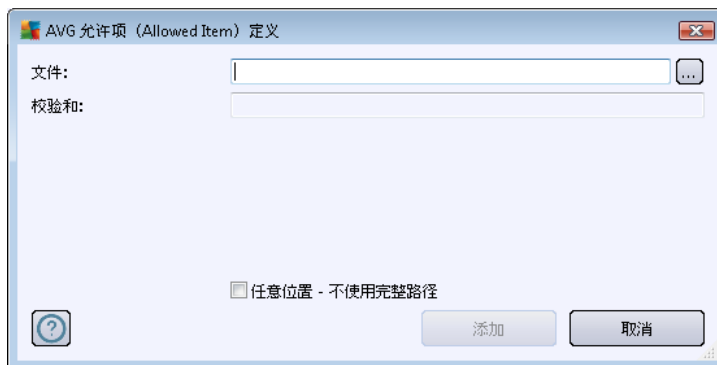 AVG 允许项（Allowed Item）定义
文件:
...
校验和:
任意位置 - 不使用完整路径
?
添加
取消